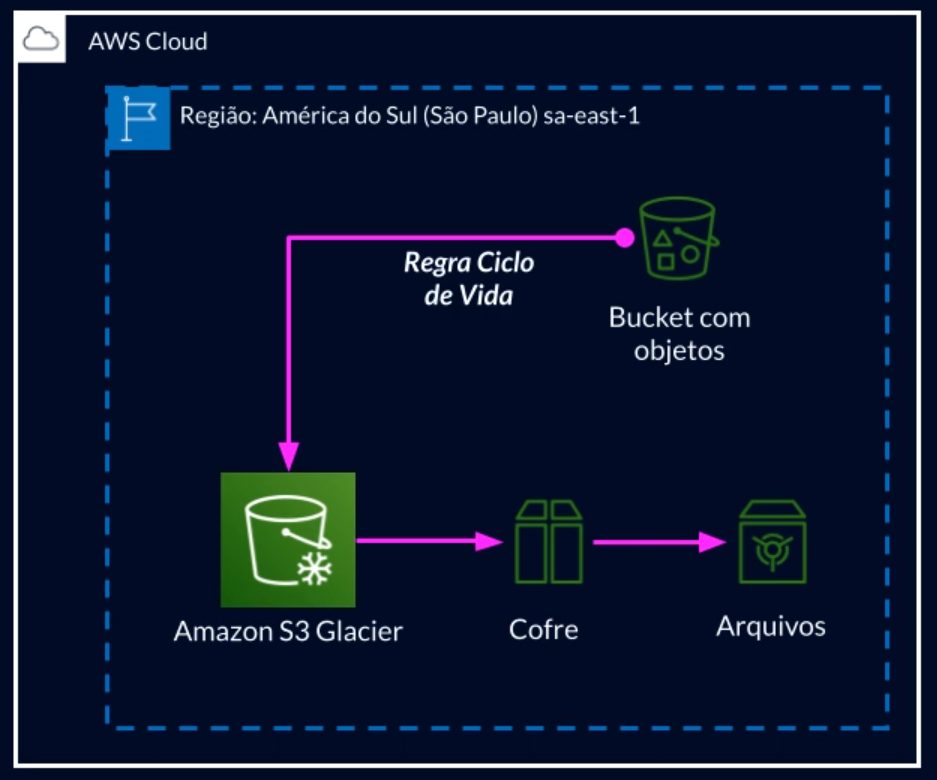 AWS Cloud
Região: América do Sul (São Paulo) sa-east-1
Regra Ciclo
de Vida
Bucket com
objetos
Amazon S3 Glacier
Cofre
Arquivos